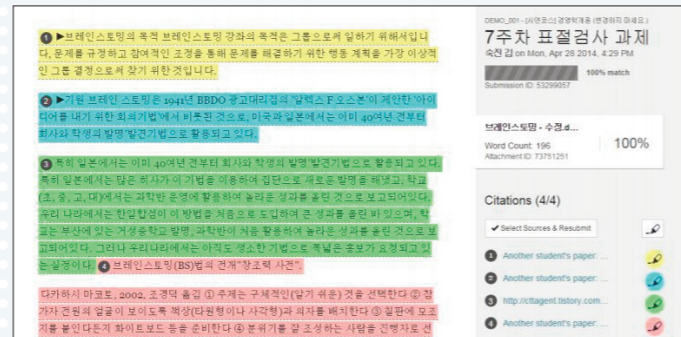 ❶ ▶브레인스토밍의 목적 브레인스토밍 강좌의 목적은 그룹으로써 일하기 위해서입니
다, 문제를 규정하고 참여적인 조정을 통해 문제를 해결하기 위한 행동 계획을 가장 이상적
인 그룹 결정으로써 찾기 위한 것입니다.
❷ ▶기원 브레인 스토밍은 1941년 BBDO 광고대리점의 '알렉스 F 오스본'이 제안한 '아이
디어를 내기 위한 회의기법'에서 비롯된 것으로, 미국과 일본에서는 이미 40여년 전부터
회사와 학생의 발명'발견기법으로 활용되고 있다.
❸ 특히 일본에서는 이미 40여년 전부터 회사와 학생의 발명'발견기법으로 활용되고 있다.
특히 일본에서는 많은 회사가 이 기법을 이용하여 집단으로 새로운 발명을 해냈고, 학교
(초, 중, 고, 대)에서는 과학반 운영에 활용하여 놀라운 성과를 올린 것으로 보고되어있다.
우리 나라에서는 한일합섬이 이 방법을 처음으로 도입하여 큰 성과를 올린 바 있으며, 학
교는 부산에 있는 거성중학교 발명, 과학반이 처음 활용하여 놀라운 성과를 올린 것으로 보
고되어있다. 그러나 우리나라에서는 아직도 생소한 기법으로 폭넓은 홍보가 요청되고 있
는 실정이다. ❹ 브레인스토밍(BS)법의 전개"창조력 사전".
다카하시 마코토, 2002, 조경덕 옮김 ① 주제는 구체적인(알기 쉬운) 것을 선택한다 ② 참
가자 전원의 얼굴이 보이도록 책상(타원형이나 사각형)과 의자를 배치한다 ③ 칠판에 모조
지를 붙인다든지 화이트보드 등을 준비한다 ④ 분위기를 잘 조성하는 사람을 진행자로 선
DEMO_001 - [시연코스] 경영학개론 (변경하지 마세요.)
7주차 표절검사 과제
숙진 김 on Mon, Apr 28 2014, 4:29 PM
100% match
Submission ID: 53299057
브레인스토밍 - 수정.d...
Word Count: 196
100%
Attachment ID: 73751251
Citations (4/4)
✔ Select Sources & Resubmit
❶ Another student's paper: ...
❷ Another student's paper: ...
❸ http://cttagent.tistory.com...
❹ Another student's paper: ...